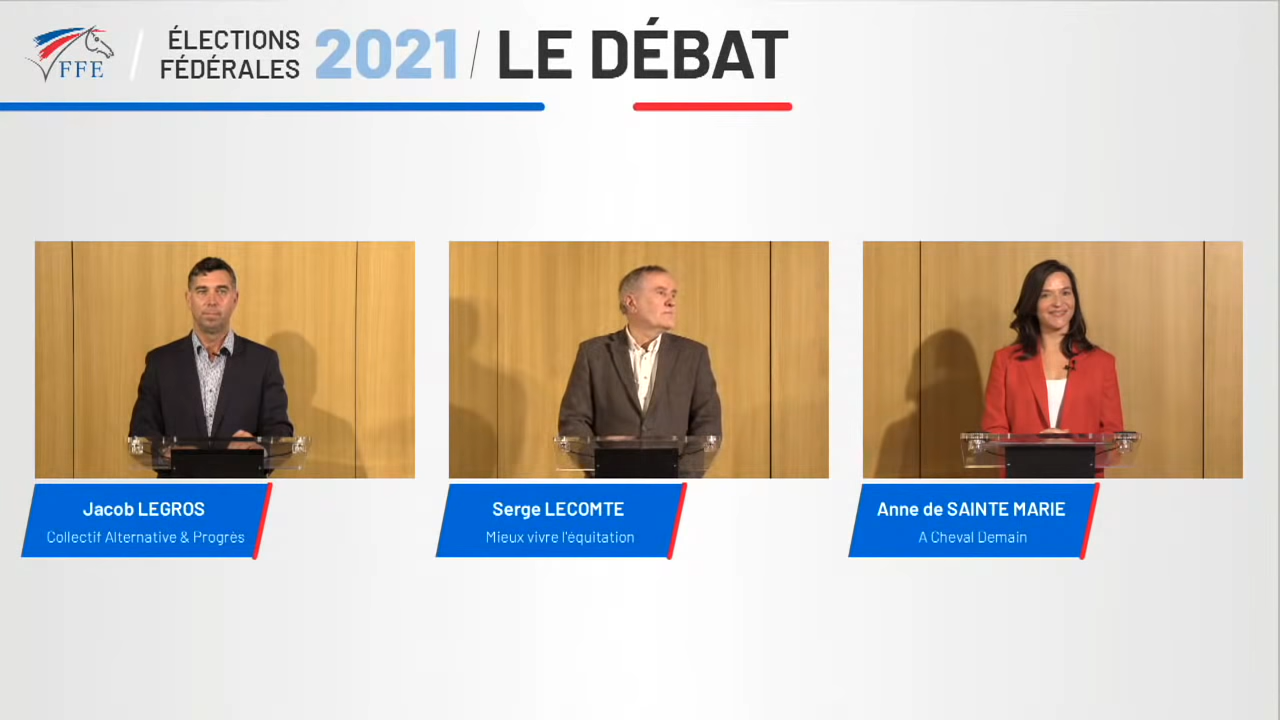 FFE
ÉLECTIONS
FÉDÉRALES
2021
LE DÉBAT
Jacob LEGROS
Collectif Alternative & Progrès
Serge LECOMTE
Mieux vivre l'équitation
Anne de SAINTE MARIE
A Cheval Demain